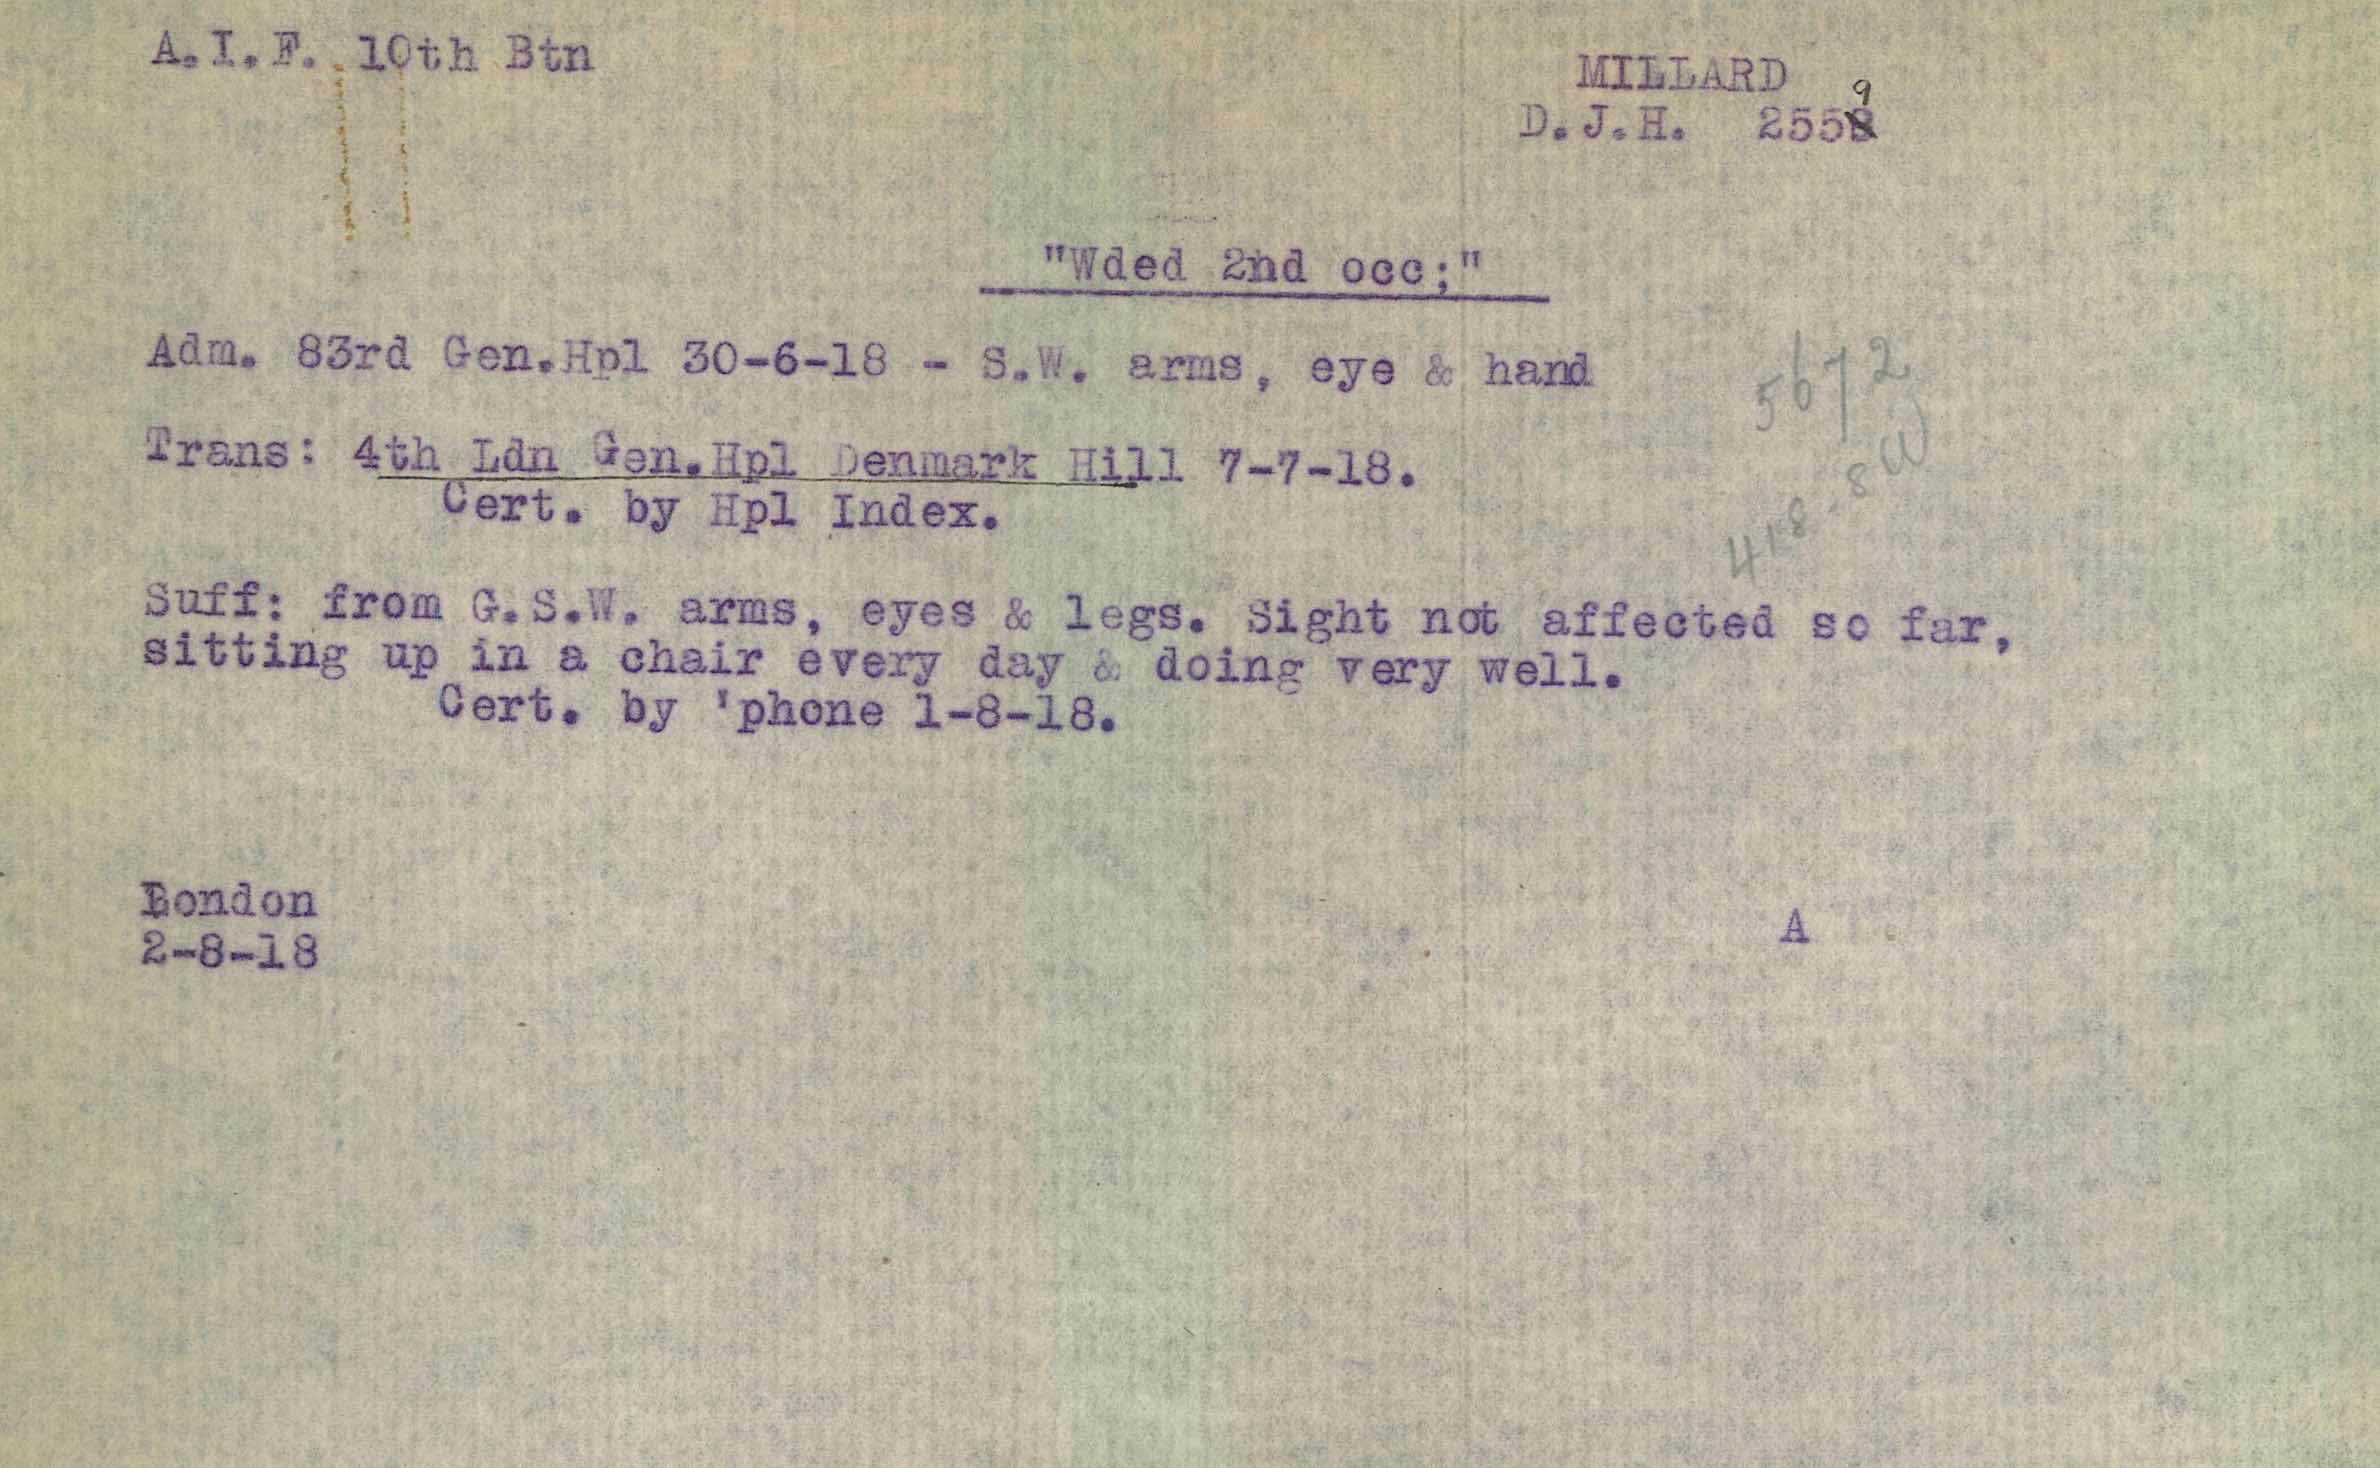 A.I.F. 10th Btn
MILLARD
9
D.J.H. 2558
"Wded 2nd occ;"
Adm. 83rd Gen.Hpl 30-6-18 - S.W. arms, eye & hand
5672
Trans: 4th Ldn Gen.Hpl Denmark Hill 7-7-18.
Cert. by Hpl Index.
Suff: from G.S.W. arms, eyes & legs. Sight not affected so far,
sitting up in a chair every day & doing very well.
Cert. by 'phone 1-8-18.
London
2-8-18
A